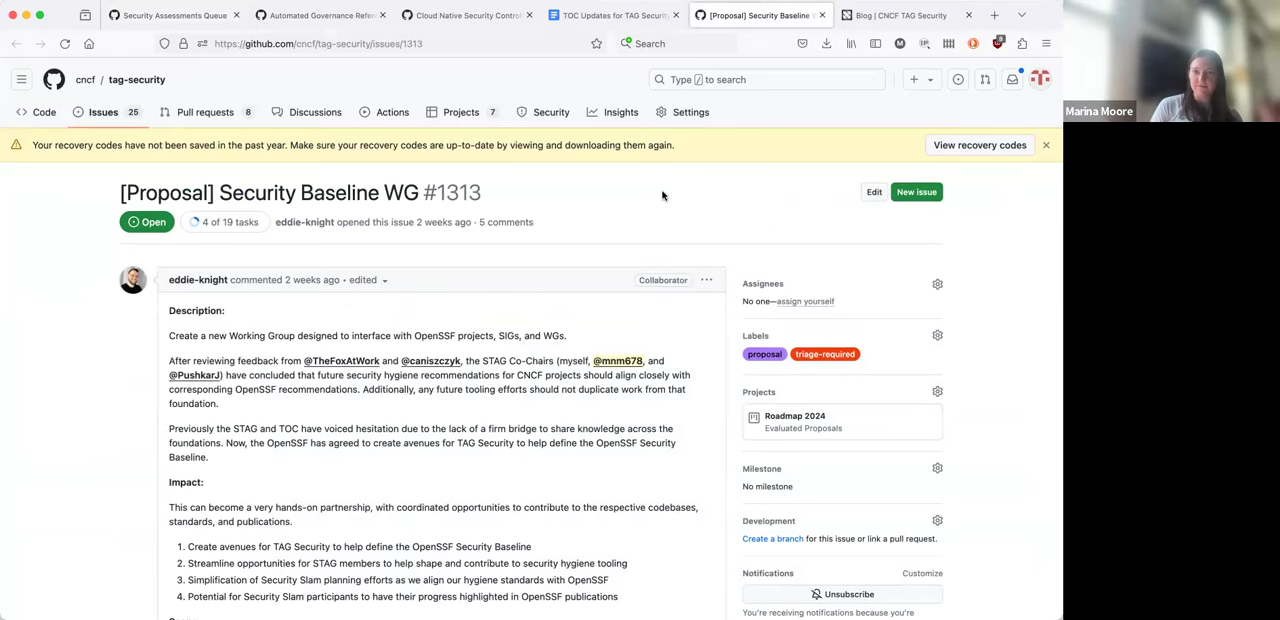 Security Assessments Queue
Automated Governance Refer
Cloud Native Security Control
TOC Updates for TAG Securit
[Proposal] Security Baseline W
Blog | CNCF TAG Security
https://github.com/cncf/tag-security/issues/1313
Search
cncf / tag-security
Type / to search
Code
Issues 25
Pull requests 8
Discussions
Actions
Projects 7
Security
Insights
Settings
Marina Moore
Your recovery codes have not been saved in the past year. Make sure your recovery codes are up-to-date by viewing and downloading them again.
View recovery codes
[Proposal] Security Baseline WG #1313
Edit
New issue
Open
4 of 19 tasks
eddie-knight opened this issue 2 weeks ago · 5 comments
eddie-knight commented 2 weeks ago • edited
Collaborator
Description:
Create a new Working Group designed to interface with OpenSSF projects, SIGs, and WGs.
After reviewing feedback from @TheFoxAtWork and @caniszczyk, the STAG Co-Chairs (myself, @mnm678, and
@PushkarJ) have concluded that future security hygiene recommendations for CNCF projects should align closely with
corresponding OpenSSF recommendations. Additionally, any future tooling efforts should not duplicate work from that
foundation.
Previously the STAG and TOC have voiced hesitation due to the lack of a firm bridge to share knowledge across the
foundations. Now, the OpenSSF has agreed to create avenues for TAG Security to help define the OpenSSF Security
Baseline.
Impact:
This can become a very hands-on partnership, with coordinated opportunities to contribute to the respective codebases,
standards, and publications.
1. Create avenues for TAG Security to help define the OpenSSF Security Baseline
2. Streamline opportunities for STAG members to help shape and contribute to security hygiene tooling
3. Simplification of Security Slam planning efforts as we align our hygiene standards with OpenSSF
4. Potential for Security Slam participants to have their progress highlighted in OpenSSF publications
Assignees
No one—assign yourself
Labels
proposal
triage-required
Projects
Roadmap 2024
Evaluated Proposals
Milestone
No milestone
Development
Create a branch for this issue or link a pull request.
Notifications
Customize
Unsubscribe
You're receiving notifications because you're